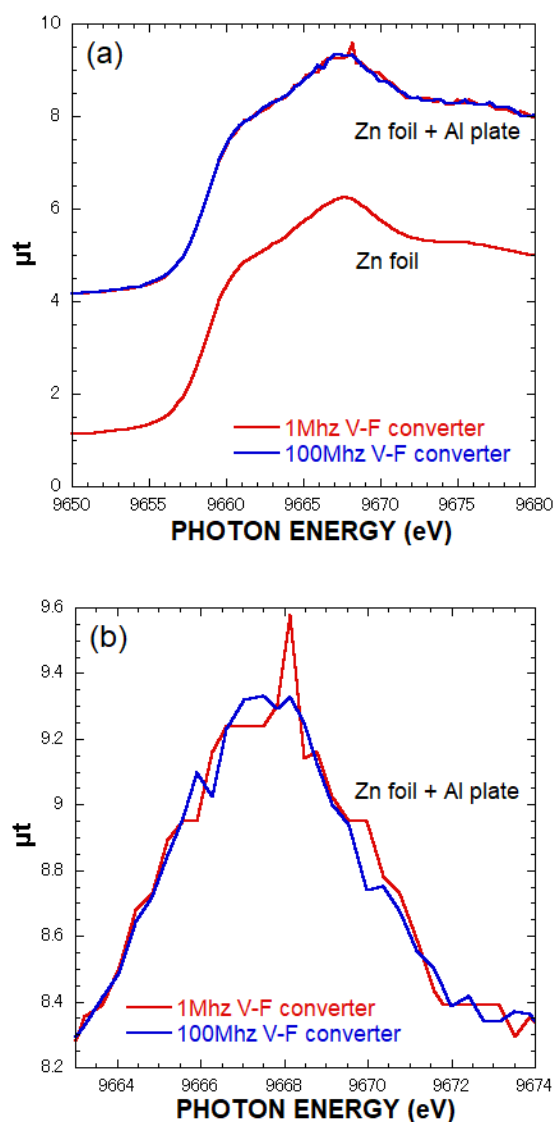 10
(a)
8
Zn foil + Al plate
6
µt
Zn foil
4
2
1Mhz V-F converter
100Mhz V-F converter
0
9650 9655 9660 9665 9670 9675 9680
PHOTON ENERGY (eV)
9.6
(b)
9.4
9.2
Zn foil + Al plate
9
µt
8.8
8.6
8.4
1Mhz V-F converter
100Mhz V-F converter
8.2
9664 9666 9668 9670 9672 9674
PHOTON ENERGY (eV)